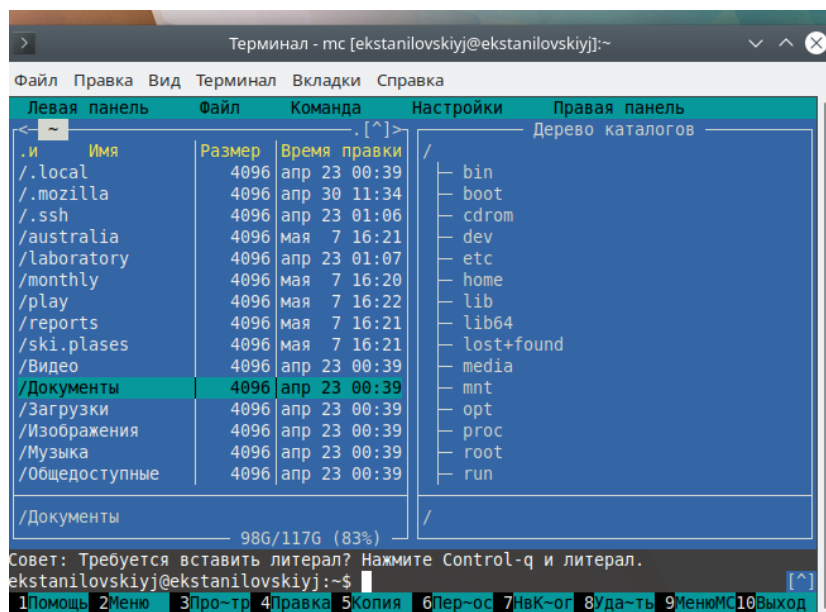 Терминал - mc [ekstanilovskiyj@ekstanilovskiyj]:~
Файл Правка Вид Терминал Вкладки Справка
Левая панель Файл Команда Настройки Правая панель
<- ~ .[^]> Дерево каталогов
.и Имя Размер Время правки /
/.local 4096 апр 23 00:39 bin
/.mozilla 4096 апр 30 11:34 boot
/.ssh 4096 апр 23 01:06 cdrom
/australia 4096 мая 7 16:21 dev
/laboratory 4096 апр 23 01:07 etc
/monthly 4096 мая 7 16:20 home
/play 4096 мая 7 16:22 lib
/reports 4096 мая 7 16:21 lib64
/ski.plases 4096 мая 7 16:21 lost+found
/Видео 4096 апр 23 00:39 media
/Документы 4096 апр 23 00:39 mnt
/Загрузки 4096 апр 23 00:39 opt
/Изображения 4096 апр 23 00:39 proc
/Музыка 4096 апр 23 00:39 root
/Общедоступные 4096 апр 23 00:39 run
/Документы /
98G/117G (83%)
Совет: Требуется вставить литерал? Нажмите Control-q и литерал.
ekstanilovskiyj@ekstanilovskiyj:~$ [^]
1Помощь 2Меню 3Про~тр 4Правка 5Копия 6Пер~ос 7НвК~ог 8Уда~ть 9МенюMC 10Выход